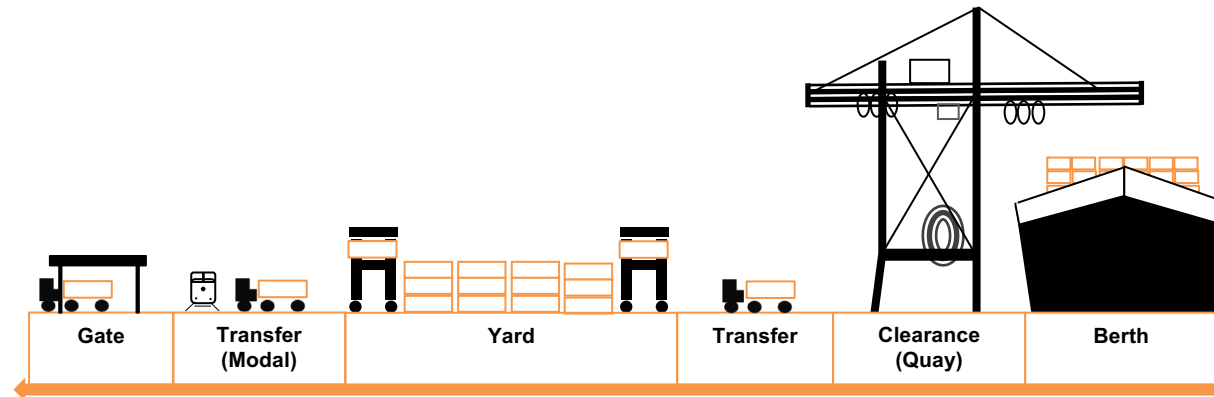 Gate
Transfer
(Modal)
Yard
Transfer
Clearance
(Quay)
Berth